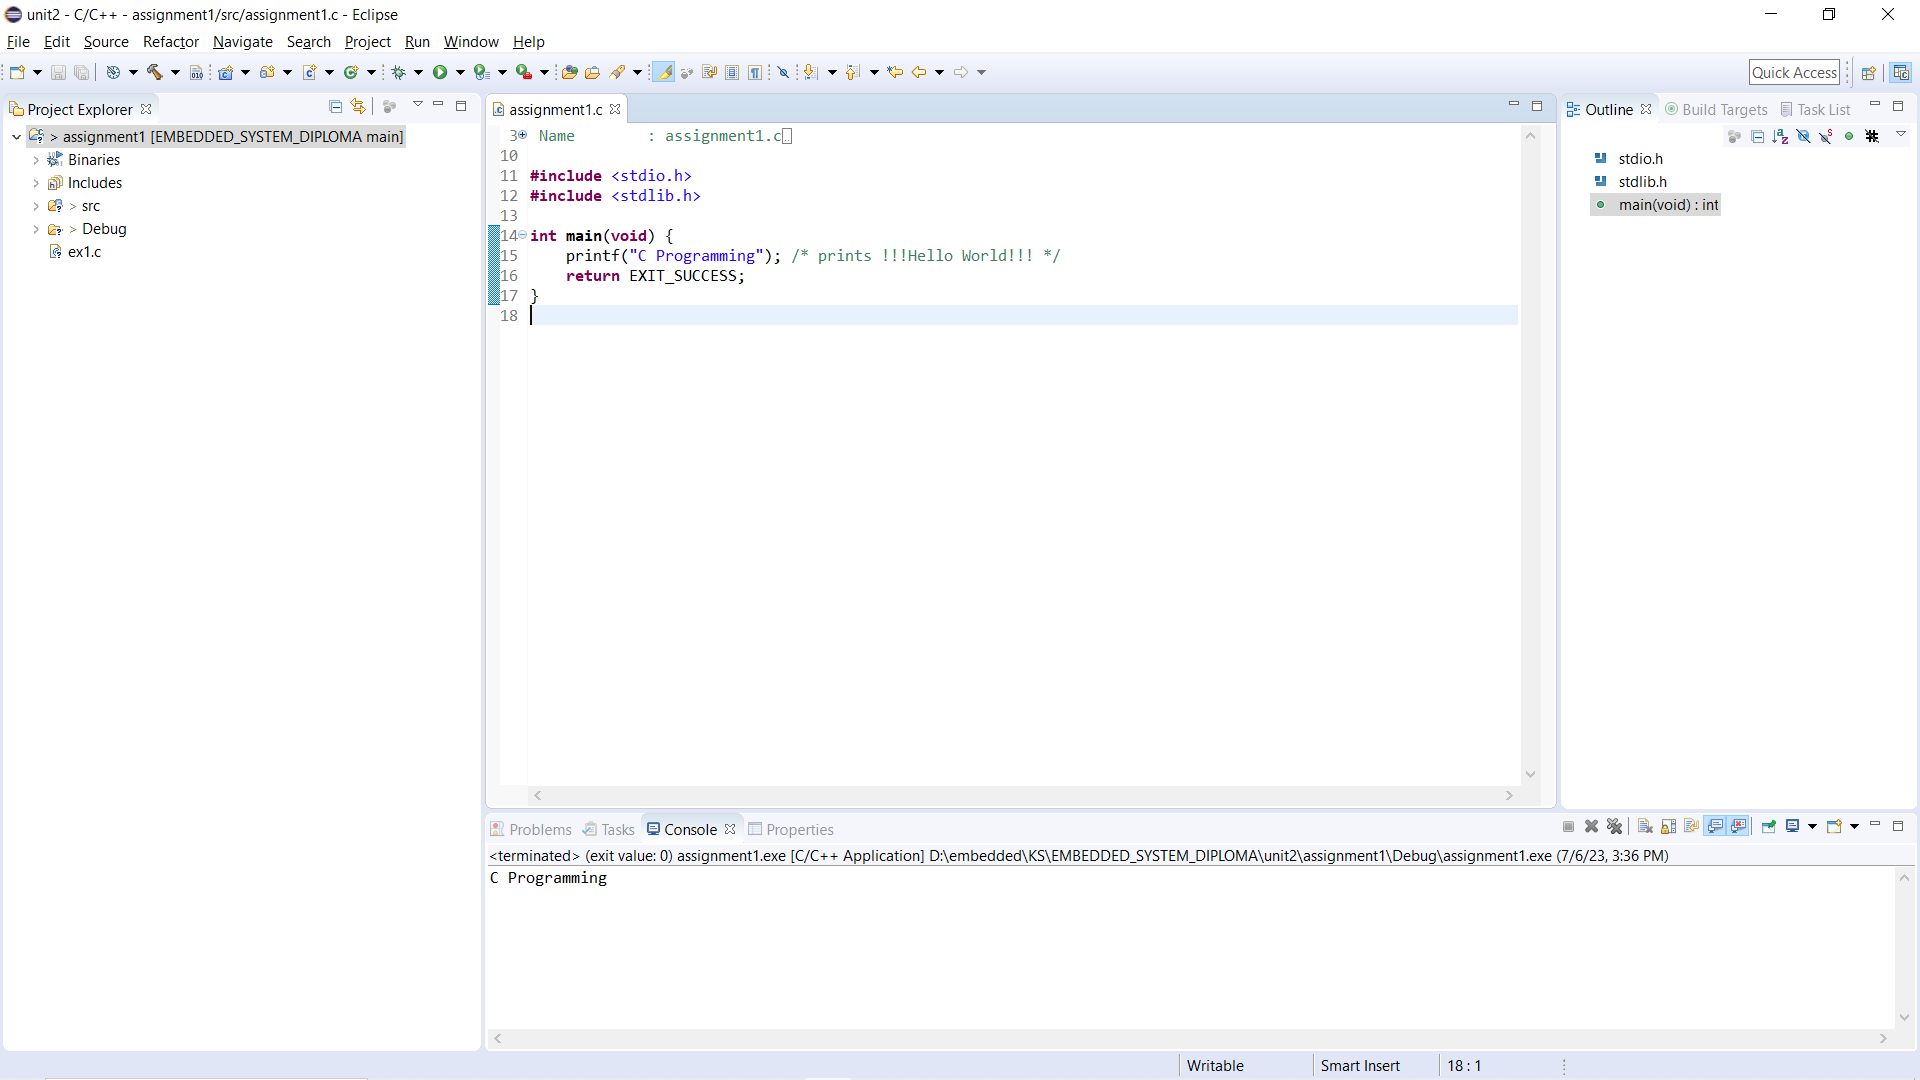 unit2 - C/C++ - assignment1/src/assignment1.c - Eclipse
File Edit Source Refactor Navigate Search Project Run Window Help
Quick Access
Project Explorer
> assignment1 [EMBEDDED_SYSTEM_DIPLOMA main]
Binaries
Includes
> src
> Debug
ex1.c
assignment1.c
3 Name        : assignment1.c
10
11 #include <stdio.h>
12 #include <stdlib.h>
13
14 int main(void) {
15     printf("C Programming"); /* prints !!!Hello World!!! */
16     return EXIT_SUCCESS;
17 }
18
Outline Build Targets Task List
stdio.h
stdlib.h
main(void) : int
Problems Tasks Console Properties
<terminated> (exit value: 0) assignment1.exe [C/C++ Application] D:\embedded\KS\EMBEDDED_SYSTEM_DIPLOMA\unit2\assignment1\Debug\assignment1.exe (7/6/23, 3:36 PM)
C Programming
Writable Smart Insert 18 : 1